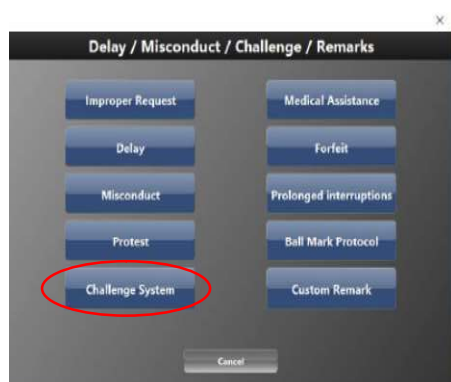 Delay / Misconduct / Challenge / Remarks
Improper Request
Medical Assistance
Delay
Forfeit
Misconduct
Prolonged interruptions
Protest
Ball Mark Protocol
Challenge System
Custom Remark
Cancel